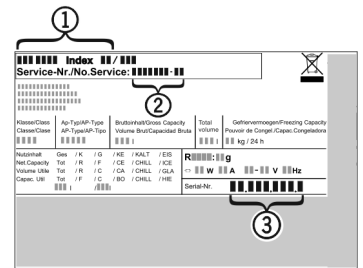 1
Index /
Service-Nr./No.Service: -
2
Klasse/Class Ap-Typ/AP-Type Bruttoinhalt/Gross Capacity Total Gefriervermoegen/Freezing Capacity
Classe/Clase AP-Type/AP-Tipo Volume Brut/Capacidad Bruta volume Pouvoir de Congel./Capac.Congeladora
l l kg / 24 h
Nutzinhalt Ges / K / G / KE / KALT / EIS
Net.Capacity Tot / R / F / CE / CHILL / ICE
Volume Utile Tot / R / C / CA / CHILL / GLA
Capac. Util Tot / F / C / BO / CHILL / HIE
l / l
R : g
W A - V Hz
Serial-Nr. , , ,
3